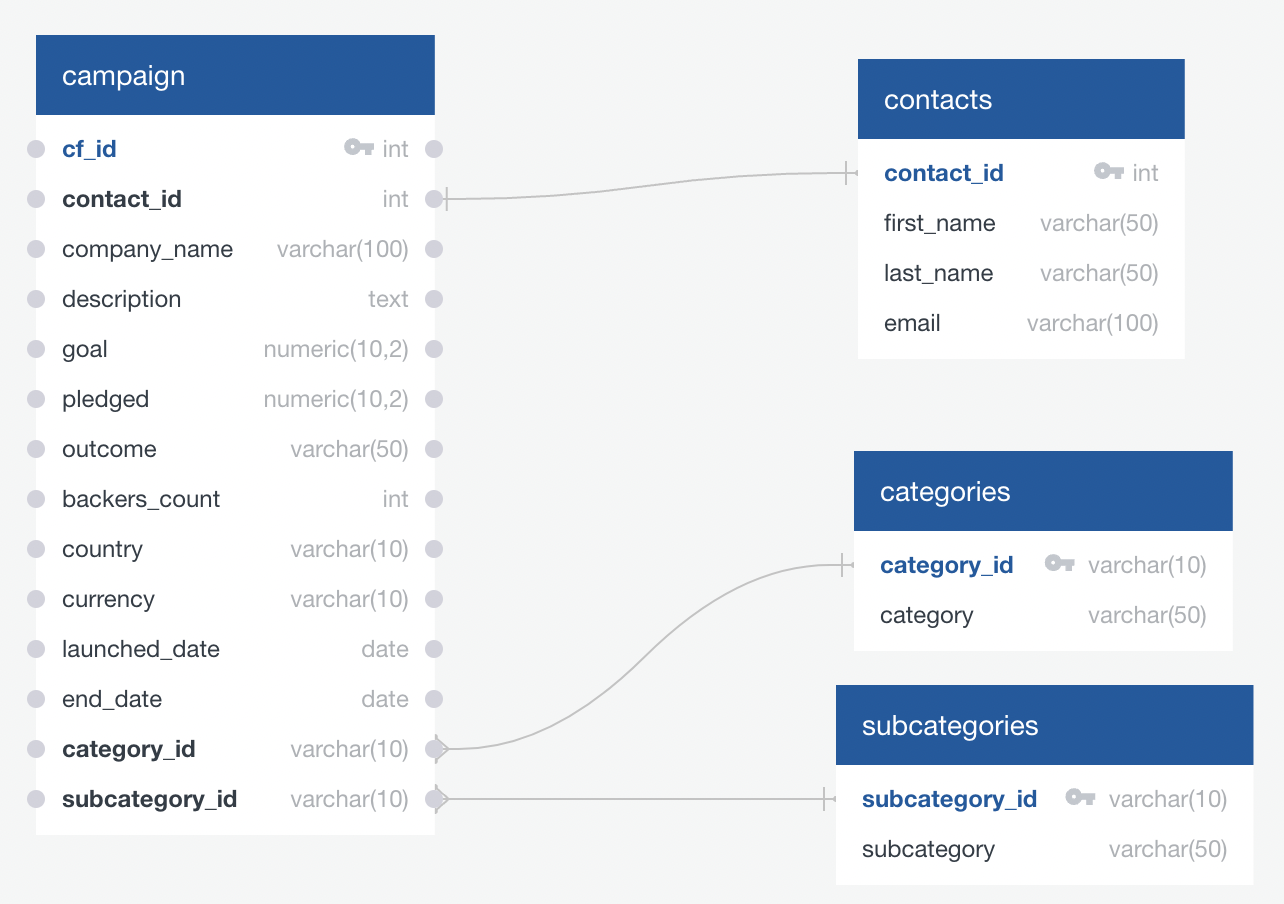 campaign
cf_id int
contact_id int
company_name varchar(100)
description text
goal numeric(10,2)
pledged numeric(10,2)
outcome varchar(50)
backers_count int
country varchar(10)
currency varchar(10)
launched_date date
end_date date
category_id varchar(10)
subcategory_id varchar(10)
contacts
contact_id int
first_name varchar(50)
last_name varchar(50)
email varchar(100)
categories
category_id varchar(10)
category varchar(50)
subcategories
subcategory_id varchar(10)
subcategory varchar(50)